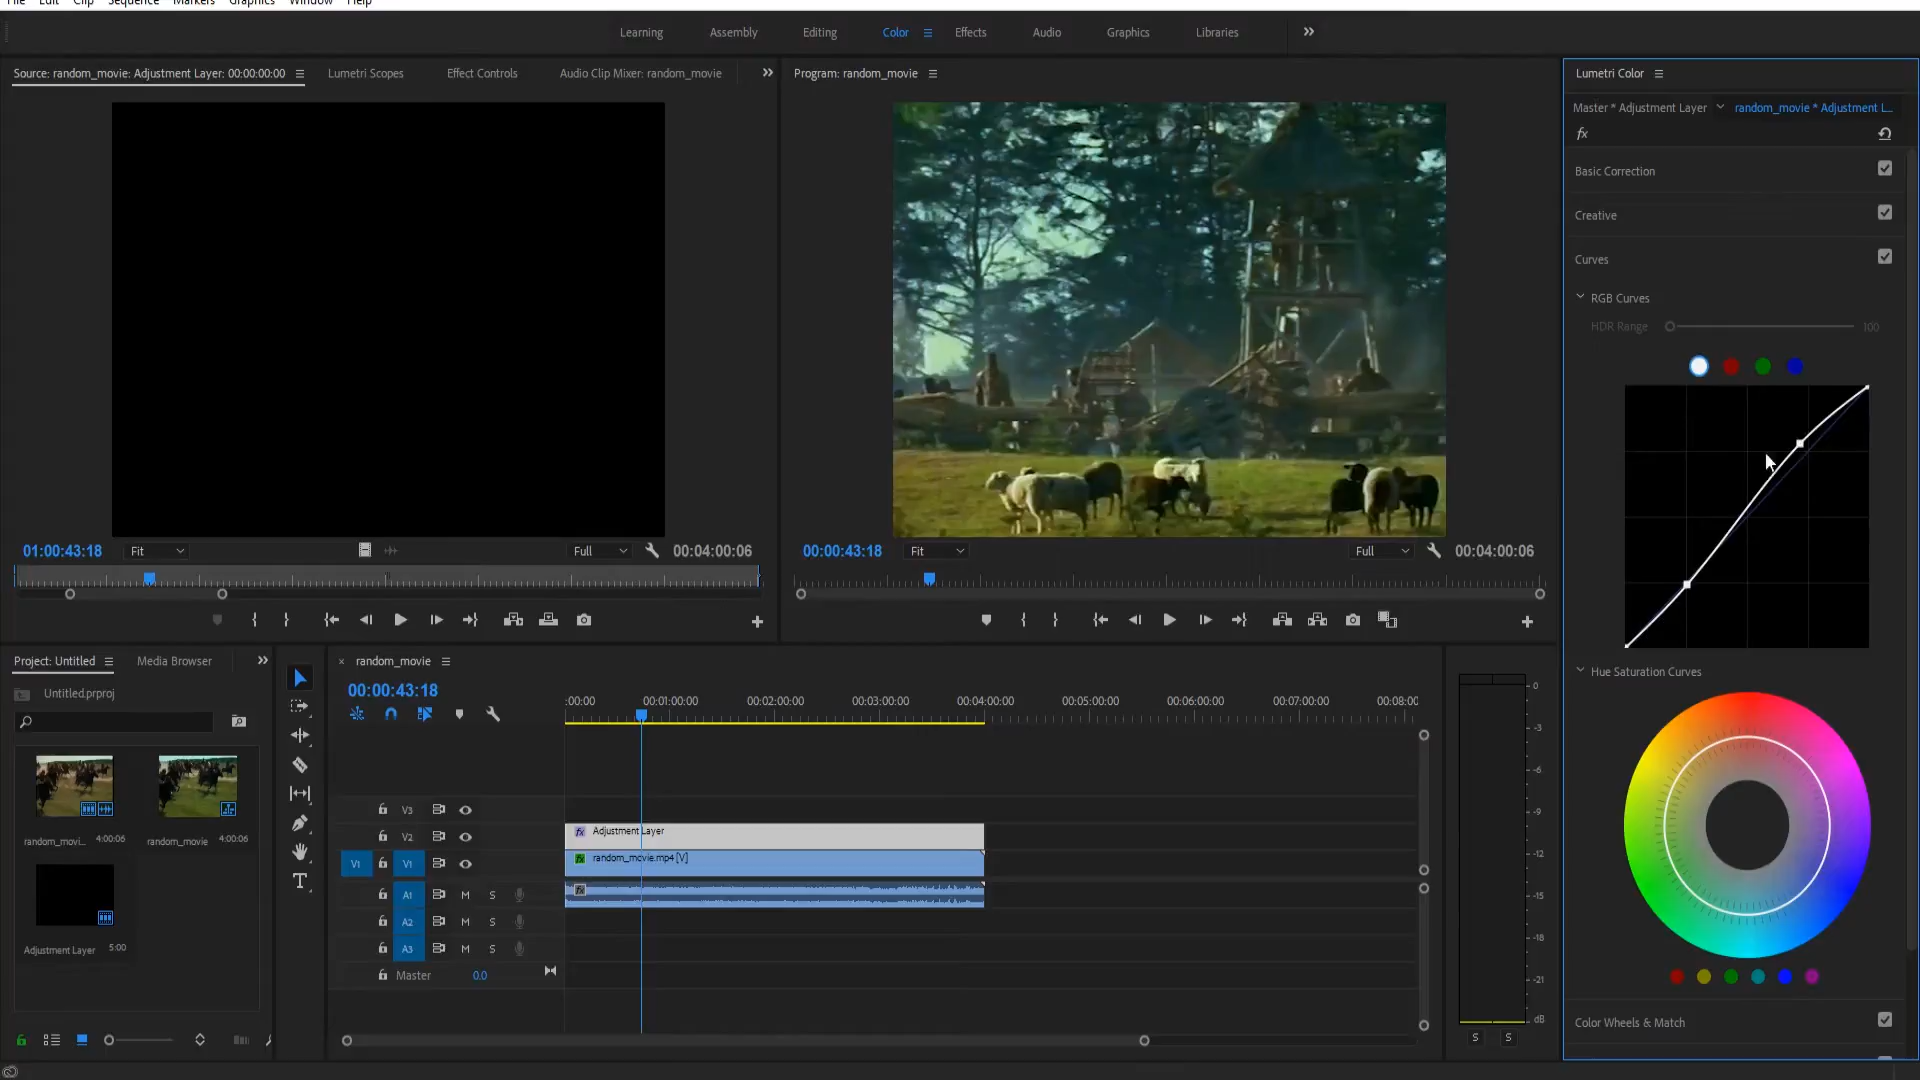 File Edit Clip Sequence Markers Graphics Window Help
Learning Assembly Editing Color Effects Audio Graphics Libraries
Source: random_movie: Adjustment Layer: 00:00:00:00 Lumetri Scopes Effect Controls Audio Clip Mixer: random_movie
Program: random_movie
Lumetri Color
Master * Adjustment Layer random_movie * Adjustment L...
fx
Basic Correction
Creative
Curves
RGB Curves
HDR Range 100
01:00:43:18 Fit Full 00:04:00:06
00:00:43:18 Fit Full 00:04:00:06
Hue Saturation Curves
Color Wheels & Match
Project: Untitled Media Browser
Untitled.prproj
random_movi... 4:00:06
random_movie 4:00:06
Adjustment Layer 5:00
random_movie
00:00:43:18
:00:00 00:01:00:00 00:02:00:00 00:03:00:00 00:04:00:00 00:05:00:00 00:06:00:00 00:07:00:00 00:08:00
V3
V2
fx Adjustment Layer
V1 V1
fx random_movie.mp4 [V]
A1 M S
fx
A2 M S
A3 M S
Master 0.0
0
-3
-6
-9
-12
-15
-18
-21
dB
S S
T